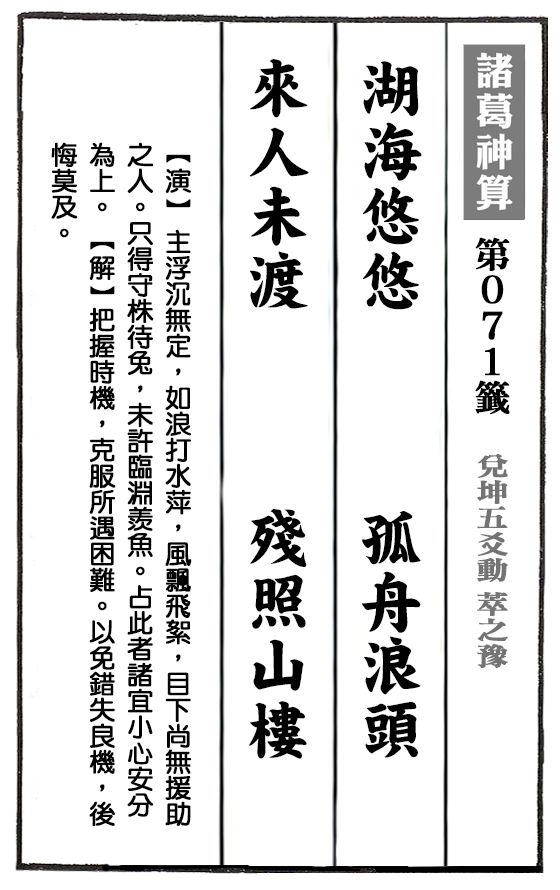 諸葛神算 第071籤 兌坤五爻動 萃之豫
湖海悠悠 孤舟浪頭
來人未渡 殘照山樓
【演】主浮沉無定，如浪打水萍，風飄飛絮，目下尚無援助
之人。只得守株待兔，未許臨淵羨魚。占此者諸宜小心安分
為上。【解】把握時機，克服所遇困難。以免錯失良機，後
悔莫及。